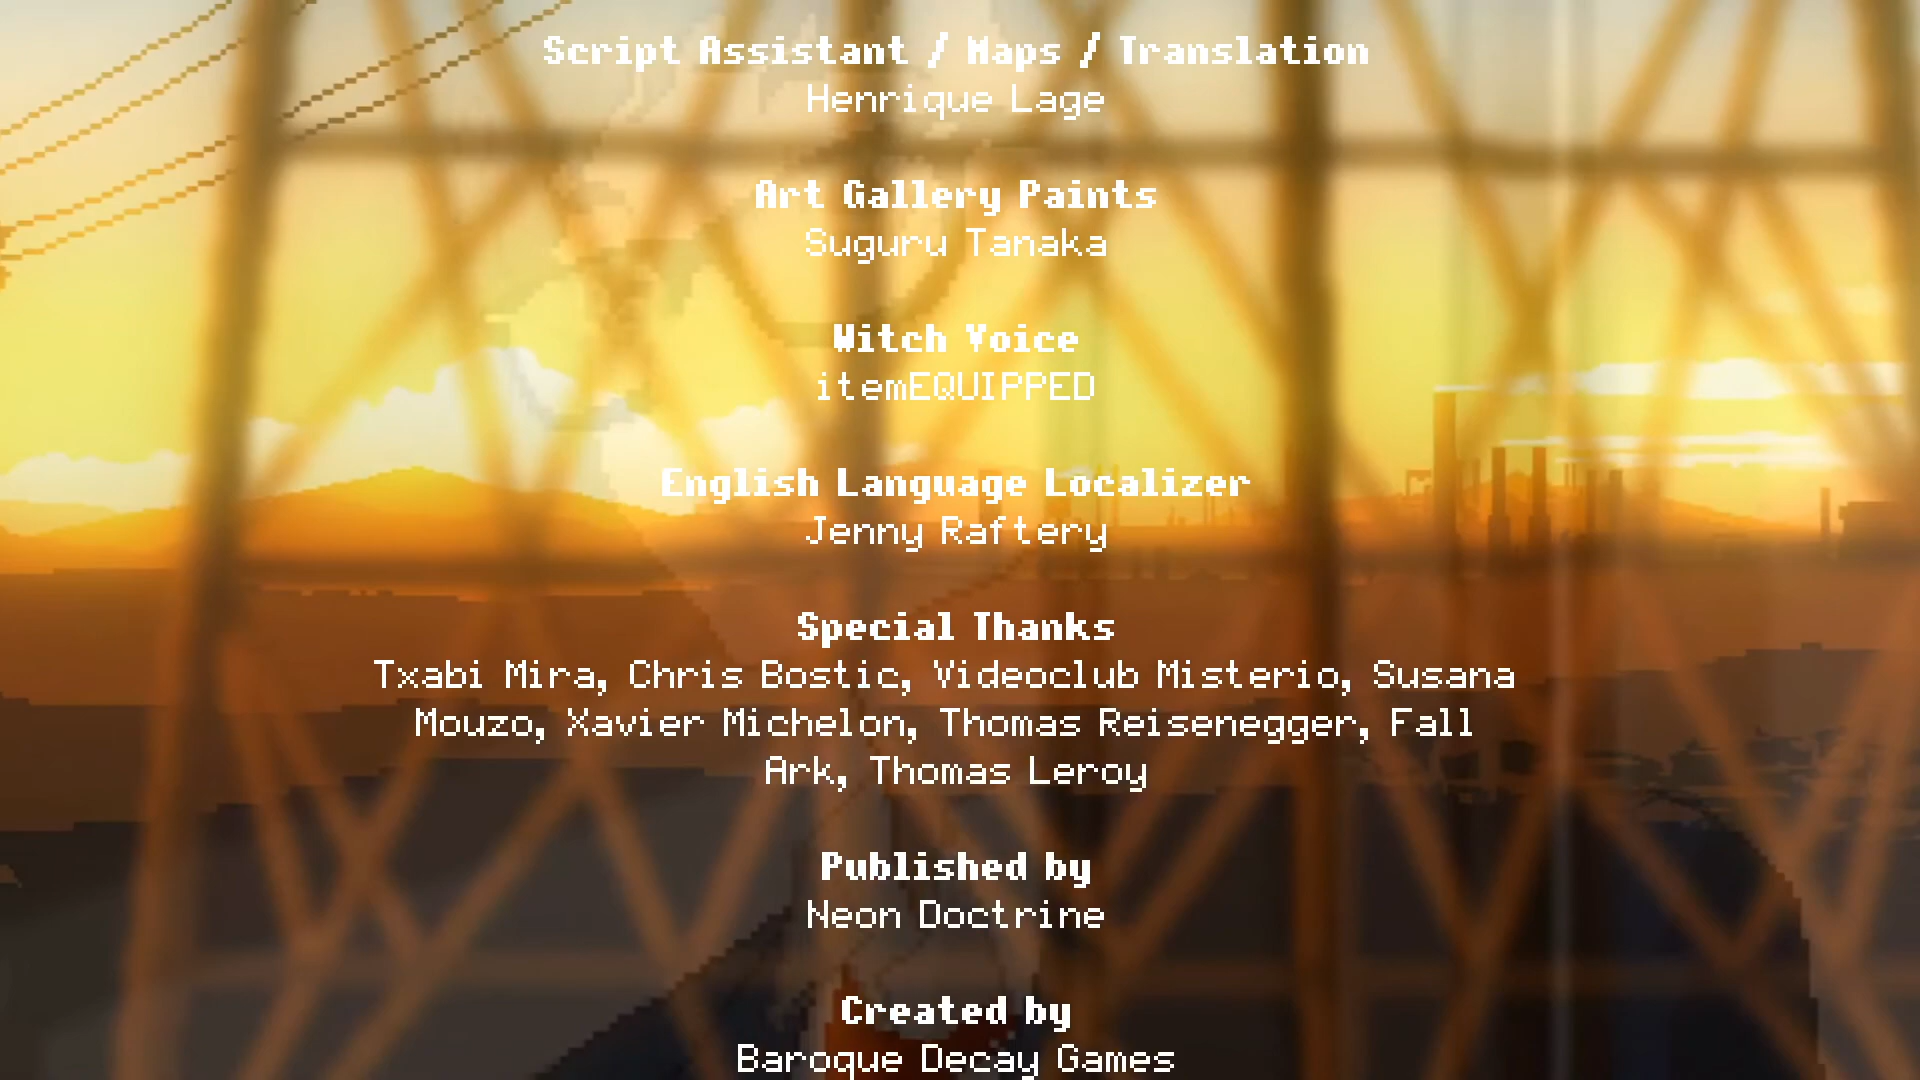 Script Assistant / Maps / Translation
Henrique Lage
Art Gallery Paints
Suguru Tanaka
Witch Voice
itemEQUIPPED
English Language Localizer
Jenny Raftery
Special Thanks
Txabi Mira, Chris Bostic, Videoclub Misterio, Susana
Mouzo, Xavier Michelon, Thomas Reisenegger, Fall
Ark, Thomas Leroy
Published by
Neon Doctrine
Created by
Baroque Decay Games